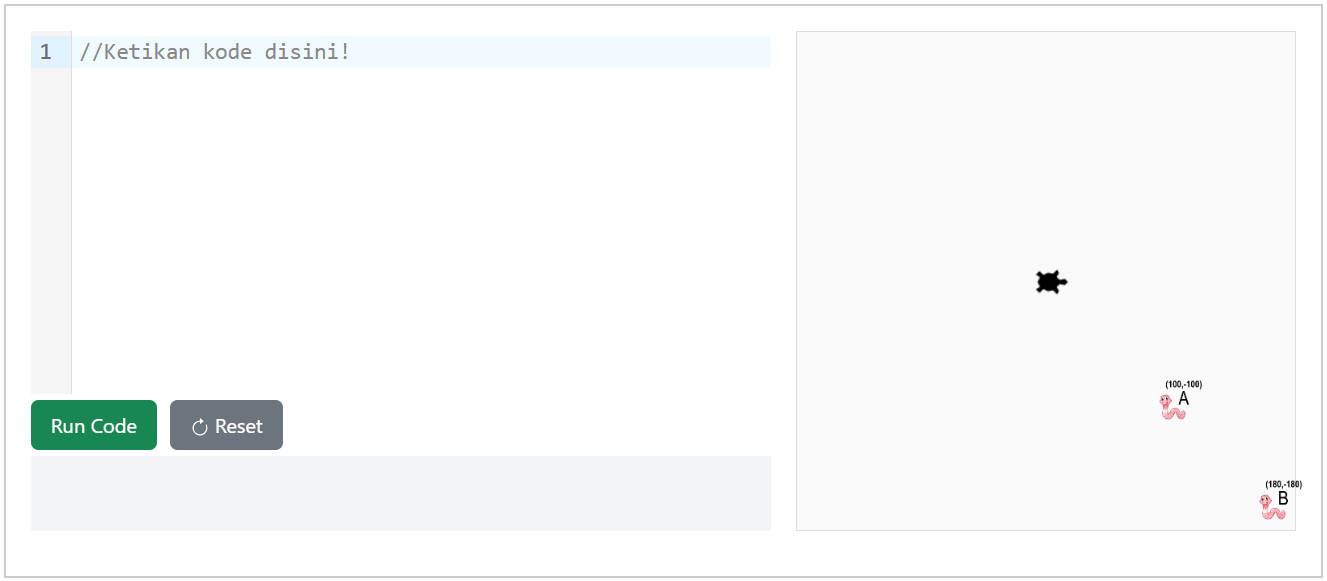 1 //Ketikan kode disini!
Run Code
Reset
(100,-100)
A
(180,-180)
B